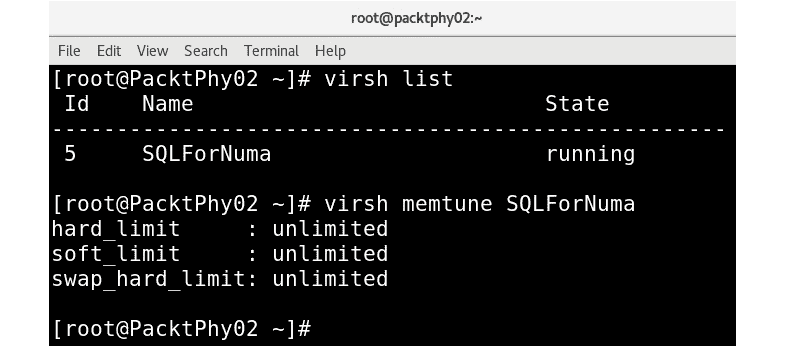 root@packtphy02:~
File Edit View Search Terminal Help
[root@PacktPhy02 ~]# virsh list
 Id    Name                           State
----------------------------------------------------
 5     SQLForNuma                     running
[root@PacktPhy02 ~]# virsh memtune SQLForNuma
hard_limit     : unlimited
soft_limit     : unlimited
swap_hard_limit: unlimited
[root@PacktPhy02 ~]#